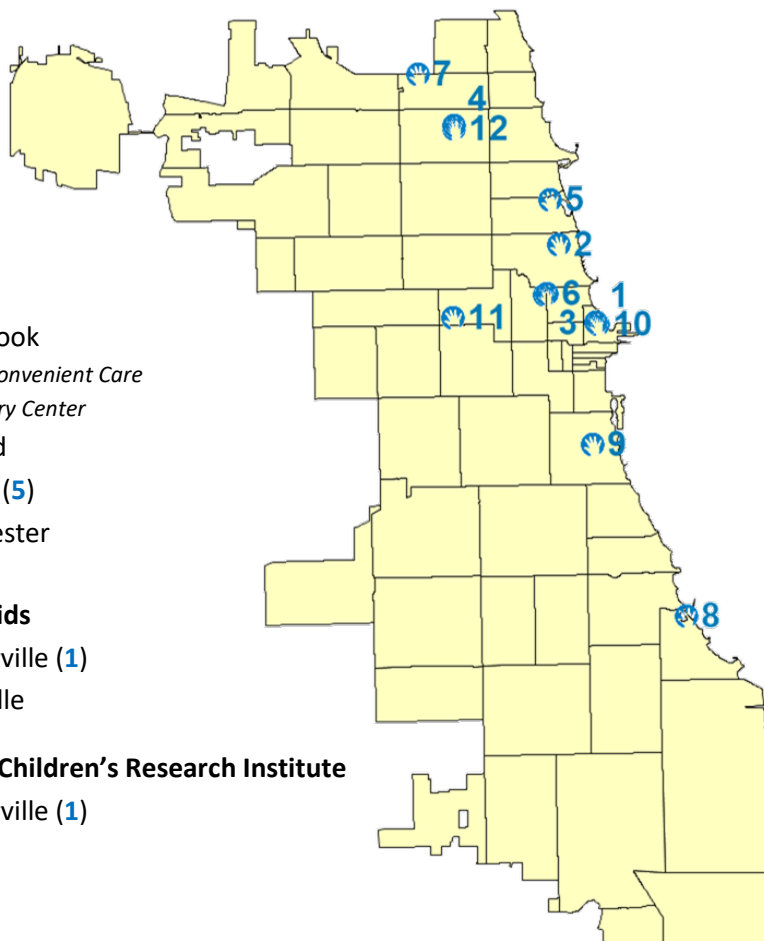 7
4
12
5
2
6 1
3 10
11
ook
onvenient Care
ry Center
d
9
(5)
ester
ids
8
ville (1)
lle
Children's Research Institute
ville (1)